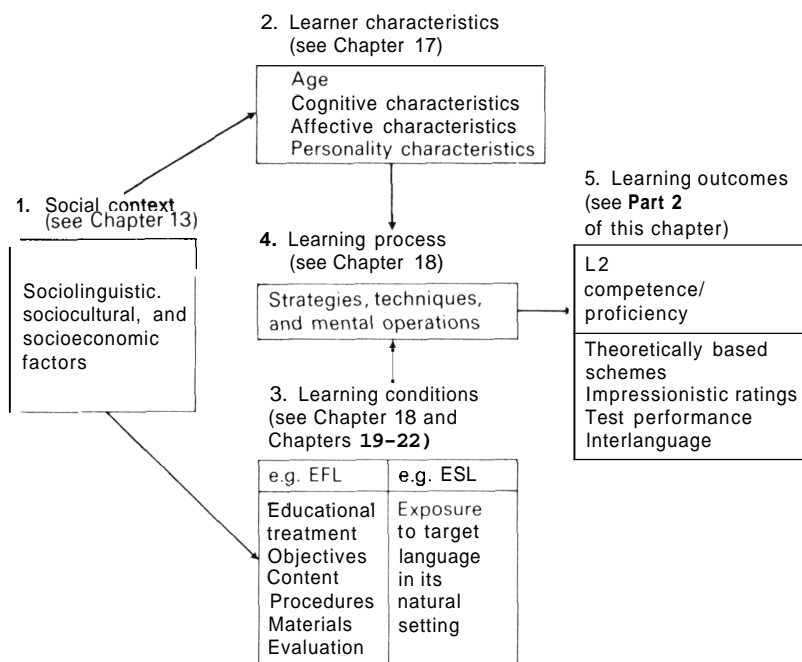 2. Learner characteristics
(see Chapter 17)
Age
Cognitive characteristics
Affective characteristics
Personality characteristics
1. Social context
(see Chapter 13)
Sociolinguistic.
sociocultural, and
socioeconomic
factors
4. Learning process
(see Chapter 18)
Strategies, techniques,
and mental operations
3. Learning conditions
(see Chapter 18 and
Chapters 19-22)
e.g. EFL
Educational
treatment
Objectives
Content
Procedures
Materials
Evaluation
e.g. ESL
Exposure
to target
language
in its
natural
setting
5. Learning outcomes
(see Part 2
of this chapter)
L2
competence/
proficiency
Theoretically based
schemes
Impressionistic ratings
Test performance
Interlanguage